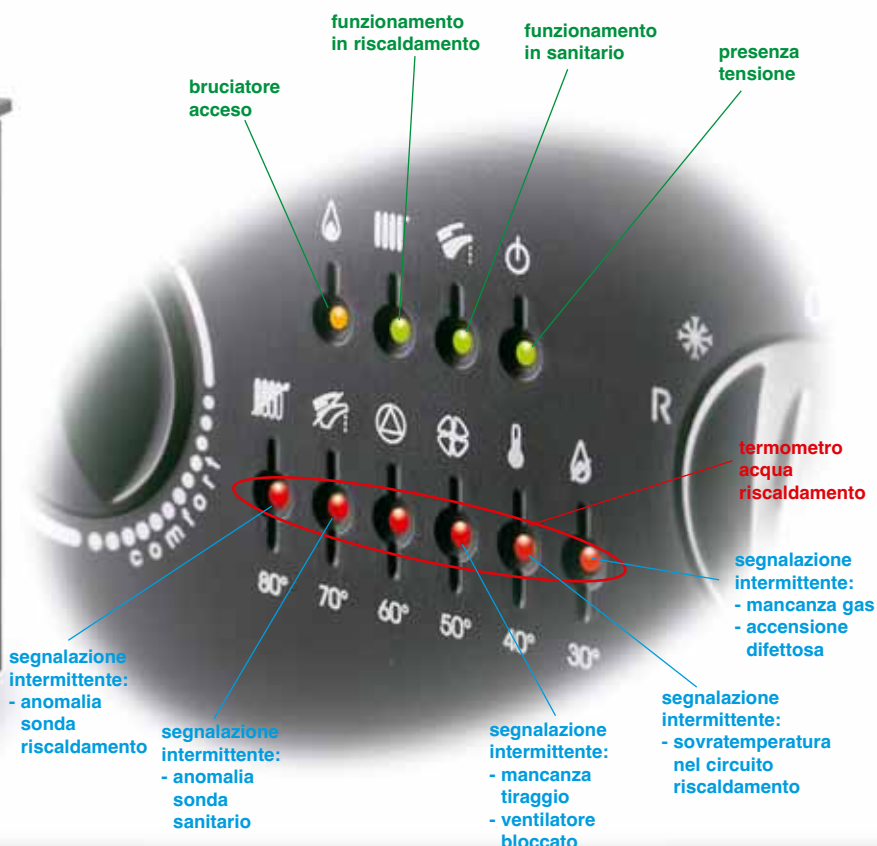 funzionamento
in riscaldamento
funzionamento
in sanitario
presenza
tensione
bruciatore
acceso
R
comfort
termometro
acqua
riscaldamento
80°
70°
60°
50°
40°
30°
segnalazione
intermittente:
- mancanza gas
- accensione
difettosa
segnalazione
intermittente:
- anomalia
sonda
riscaldamento
segnalazione
intermittente:
- anomalia
sonda
sanitario
segnalazione
intermittente:
- mancanza
tiraggio
- ventilatore
bloccato
segnalazione
intermittente:
- sovratemperatura
nel circuito
riscaldamento